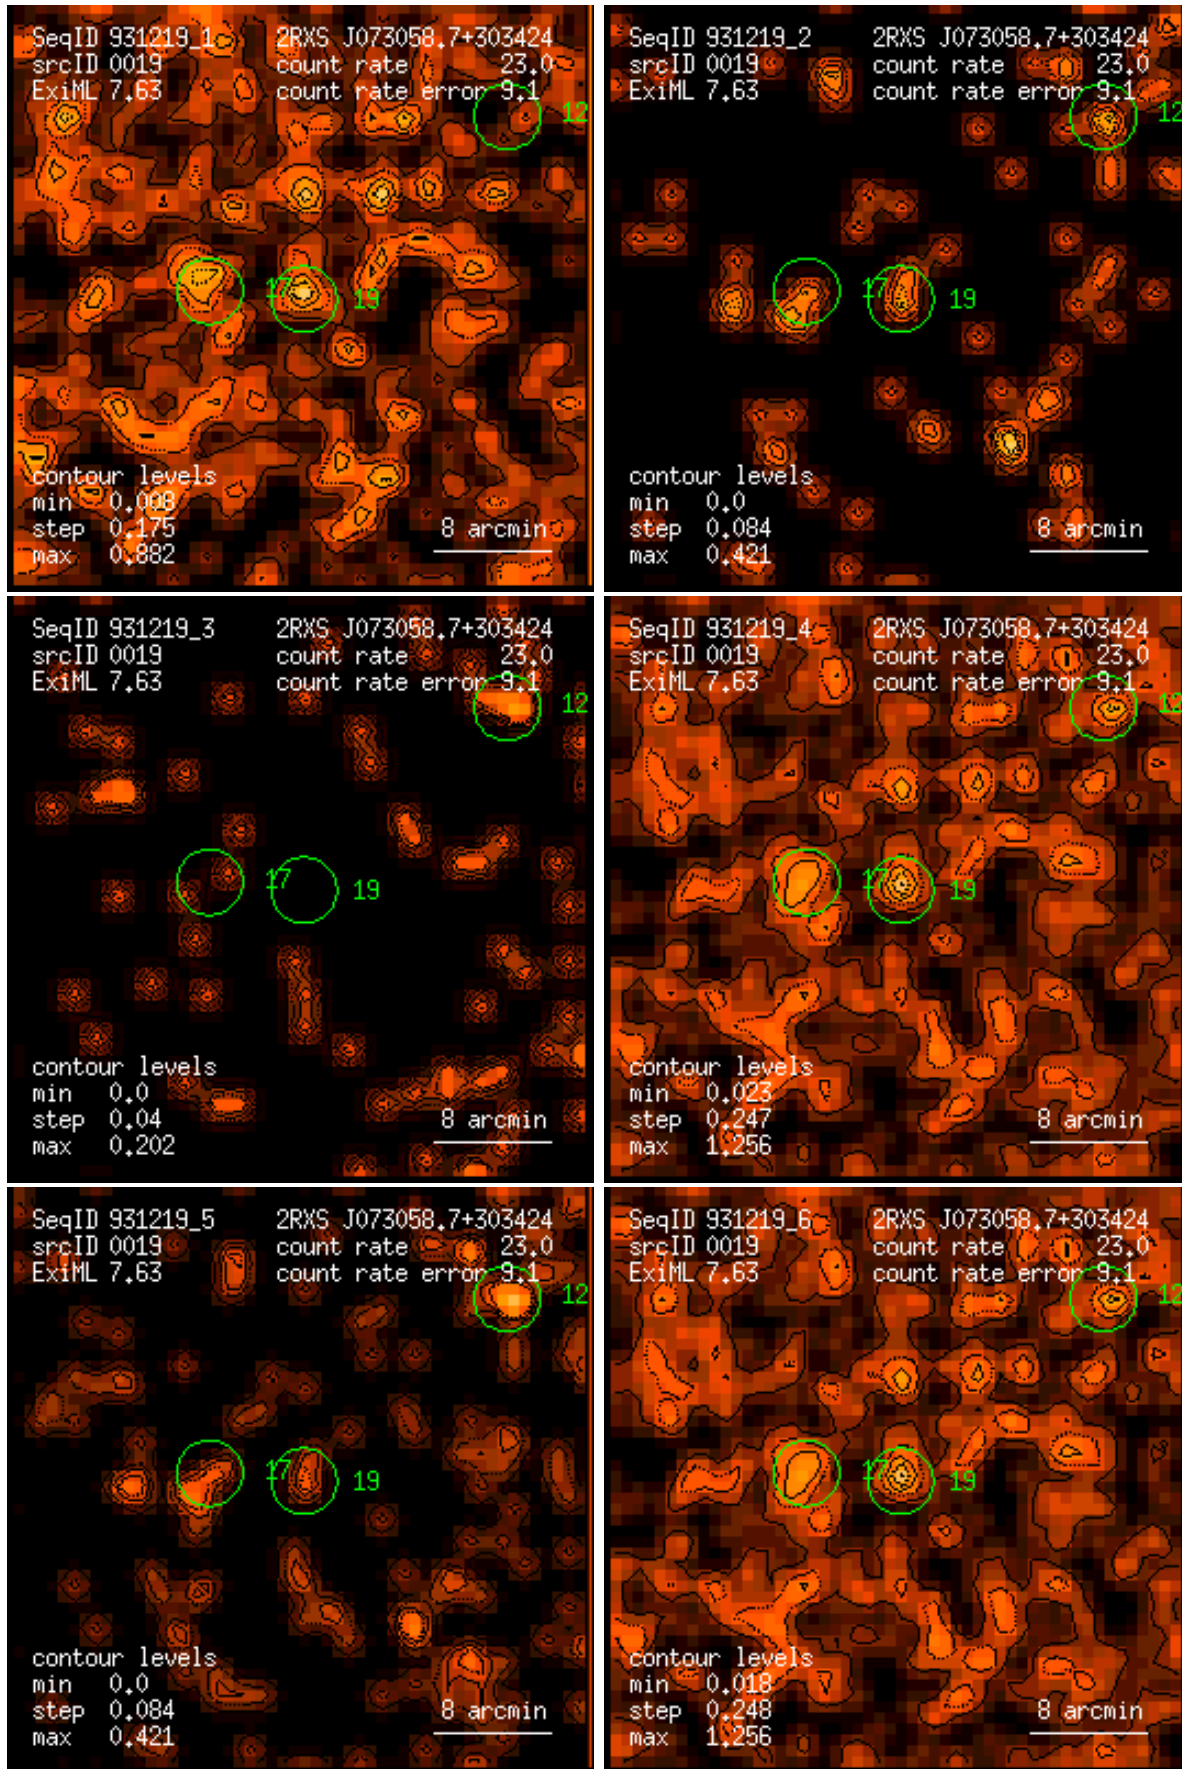 SeqID 931219_1 2RXS J073058.7+303424
srcID 0019 count rate 23.0
ExiML 7.63 count rate error 9.1
12
17 19
contour levels
min 0.008
step 0.175 8 arcmin
max 0.882
SeqID 931219_2 2RXS J073058.7+303424
srcID 0019 count rate 23.0
ExiML 7.63 count rate error 9.1
12
17 19
contour levels
min 0.0
step 0.084 8 arcmin
max 0.421
SeqID 931219_3 2RXS J073058.7+303424
srcID 0019 count rate 23.0
ExiML 7.63 count rate error 9.1
12
17 19
contour levels
min 0.0
step 0.04 8 arcmin
max 0.202
SeqID 931219_4 2RXS J073058.7+303424
srcID 0019 count rate 23.0
ExiML 7.63 count rate error 9.1
12
17 19
contour levels
min 0.023
step 0.247 8 arcmin
max 1.256
SeqID 931219_5 2RXS J073058.7+303424
srcID 0019 count rate 23.0
ExiML 7.63 count rate error 9.1
12
17 19
contour levels
min 0.0
step 0.084 8 arcmin
max 0.421
SeqID 931219_6 2RXS J073058.7+303424
srcID 0019 count rate 23.0
ExiML 7.63 count rate error 9.1
12
17 19
contour levels
min 0.018
step 0.248 8 arcmin
max 1.256